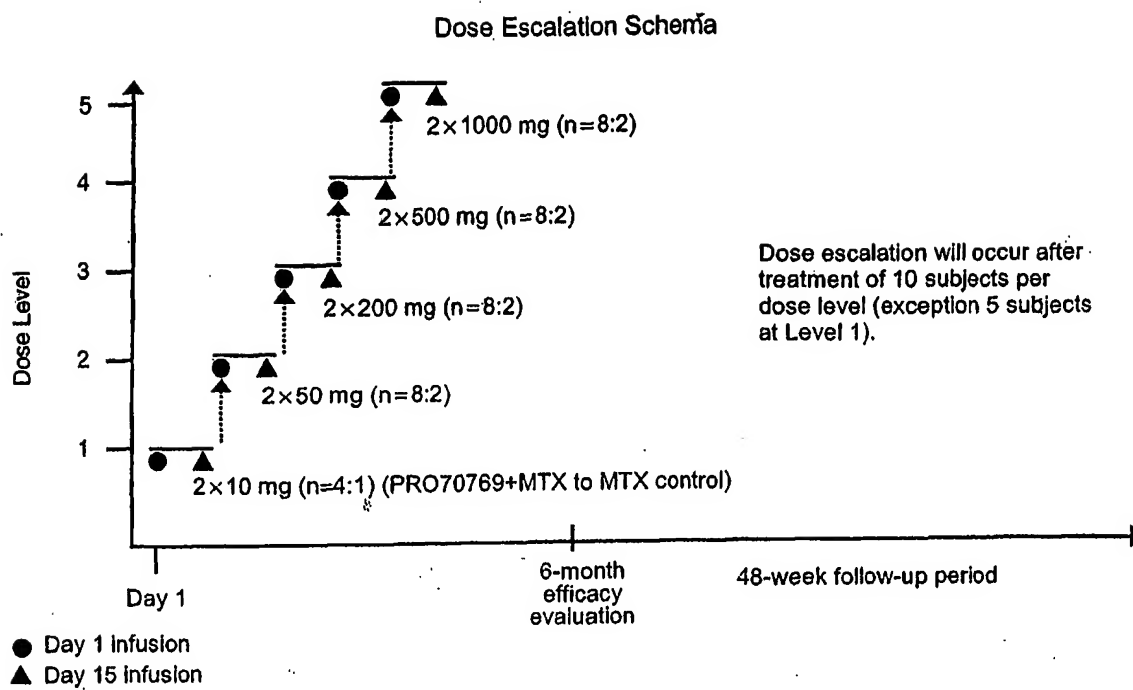 Dose Escalation Schema
Dose Level
5
4
3
2
1
2×1000 mg (n=8:2)
2×500 mg (n=8:2)
2×200 mg (n=8:2)
2×50 mg (n=8:2)
2×10 mg (n=4:1) (PRO70769+MTX to MTX control)
Dose escalation will occur after
treatment of 10 subjects per
dose level (exception 5 subjects
at Level 1).
Day 1
6-month
efficacy
evaluation
48-week follow-up period
Day 1 infusion
Day 15 infusion